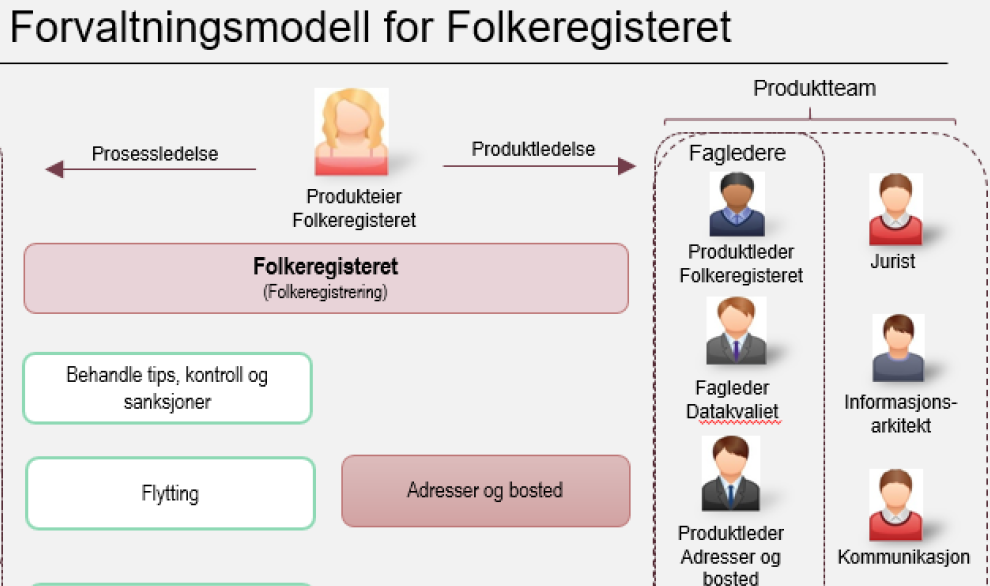 Forvaltningsmodell for Folkeregisteret
Produktteam
Prosessledelse
Produktledelse
Produkteier
Folkeregisteret
Folkeregisteret
(Folkeregistrering)
Behandle tips, kontroll og
sanksjoner
Flytting
Adresser og bosted
Fagledere
Produktleder
Folkeregisteret
Fagleder
Datakvaliet
Produktleder
Adresser og
bosted
Jurist
Informasjons-
arkitekt
Kommunikasjon